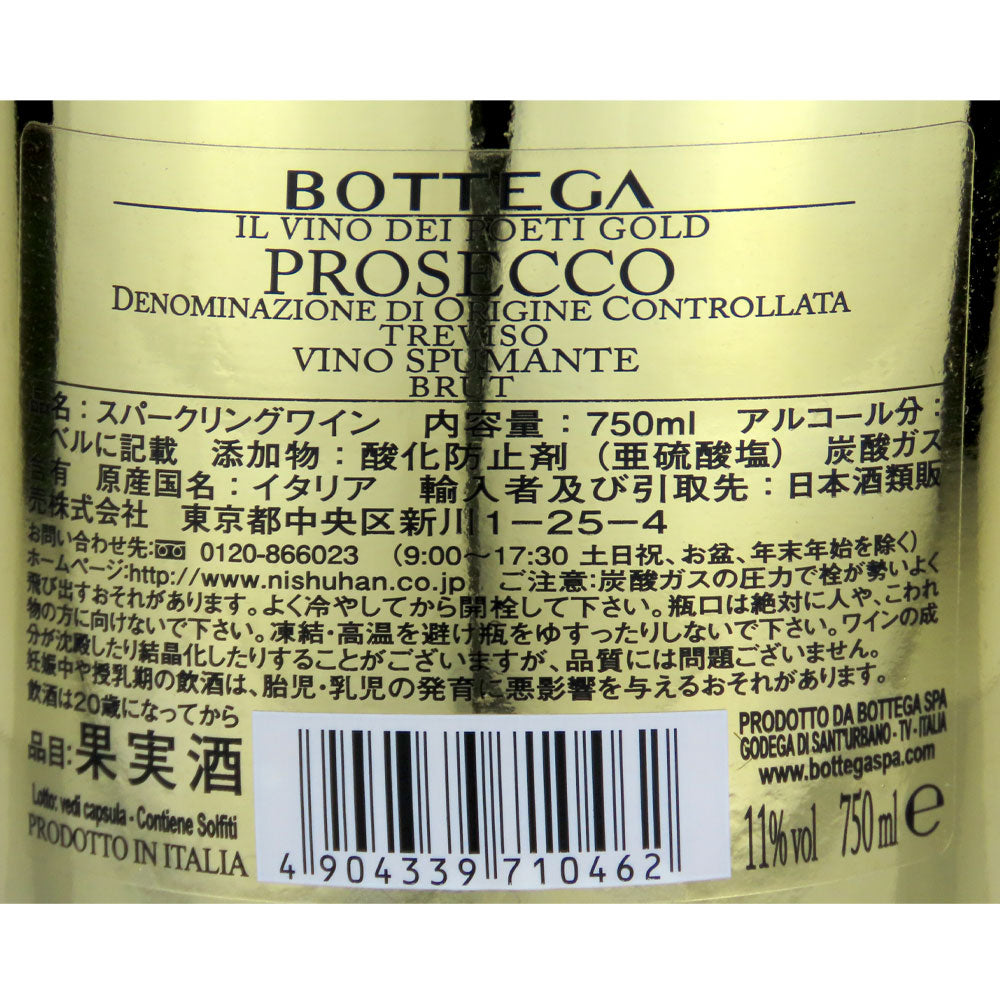 BOTTEGA
IL VINO DEI POETI GOLD
PROSECCO
DENOMINAZIONE DI ORIGINE CONTROLLATA
TREVISO
VINO SPUMANTE
BRUT
品名:スパークリングワイン 内容量:750ml アルコール分:
ラベルに記載 添加物:酸化防止剤(亜硫酸塩) 炭酸ガス
含有 原産国名:イタリア 輸入者及び引取先:日本酒類販
売株式会社 東京都中央区新川1-25-4
お問い合わせ先: 0120-866023 (9:00~17:30 土日祝、お盆、年末年始を除く)
ホームページ:http://www.nishuhan.co.jp ご注意:炭酸ガスの圧力で栓が勢いよく
飛び出すおそれがあります。よく冷やしてから開栓して下さい。瓶口は絶対に人や、こわれ
物の方に向けないで下さい。凍結・高温を避け瓶をゆすったりしないで下さい。ワインの成
分が沈殿したり結晶化したりすることがございますが、品質には問題ございません。
妊娠中や授乳期の飲酒は、胎児・乳児の発育に悪影響を与えるおそれがあります。
飲酒は20歳になってから
品目:果実酒
Lotto: vedi capsula - Contiene Solfiti
PRODOTTO IN ITALIA
4 904339 710462
PRODOTTO DA BOTTEGA SPA
GODEGA DI SANT'URBANO - TV - ITALIA
www.bottegaspa.com
11% vol 750 ml e